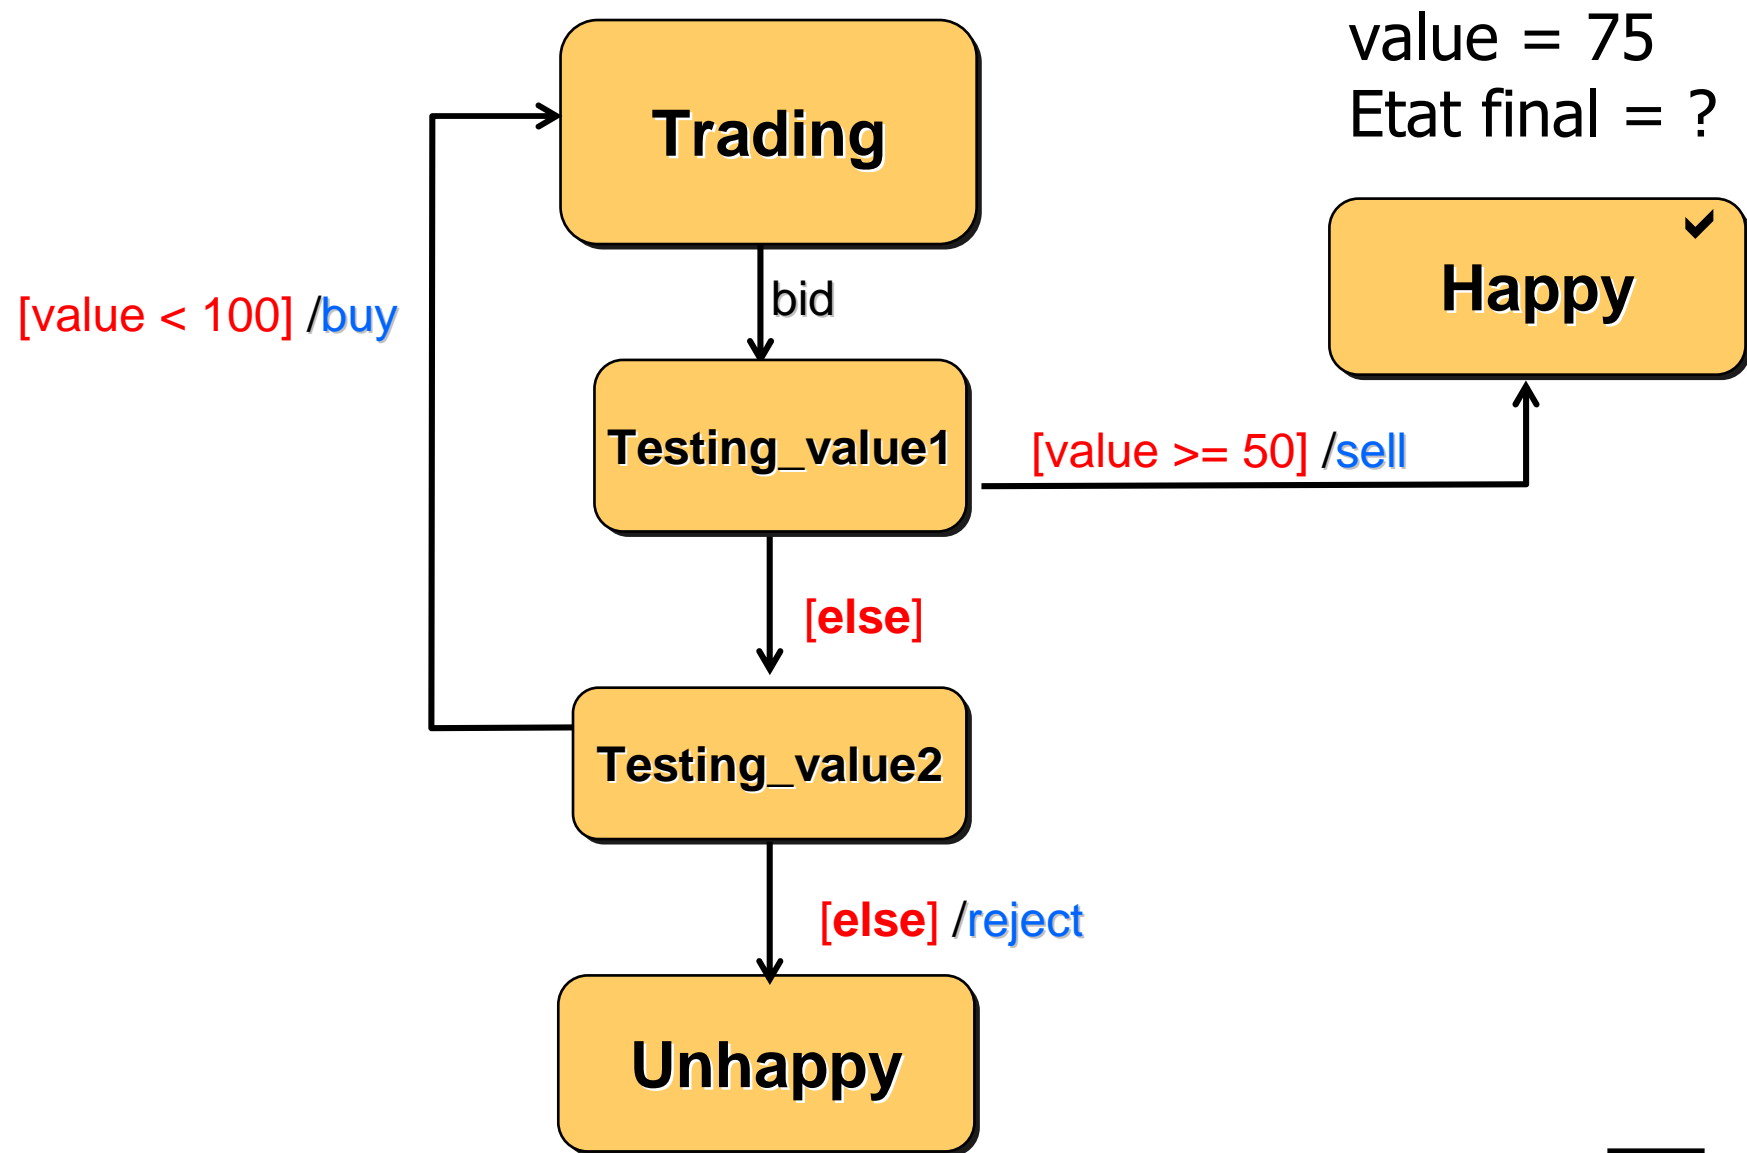 value = 75
Etat final = ?
Trading
Happy
[value < 100] /buy
bid
Testing_value1
[value >= 50] /sell
[else]
Testing_value2
[else] /reject
Unhappy